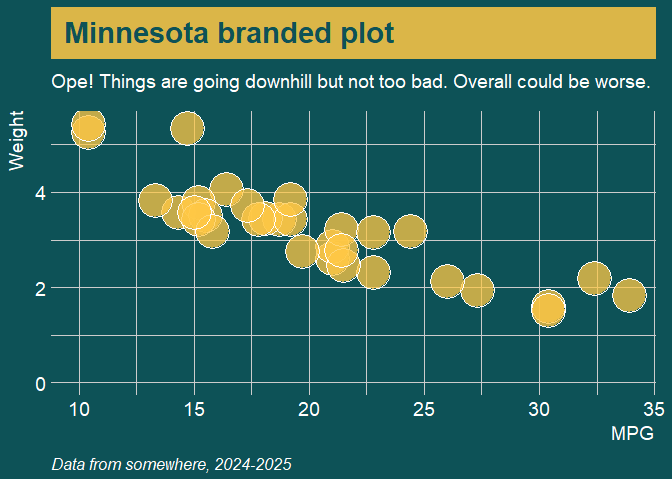 Minnesota branded plot
Ope! Things are going downhill but not too bad. Overall could be worse.
Weight
4
2
0
10 15 20 25 30 35
MPG
Data from somewhere, 2024-2025